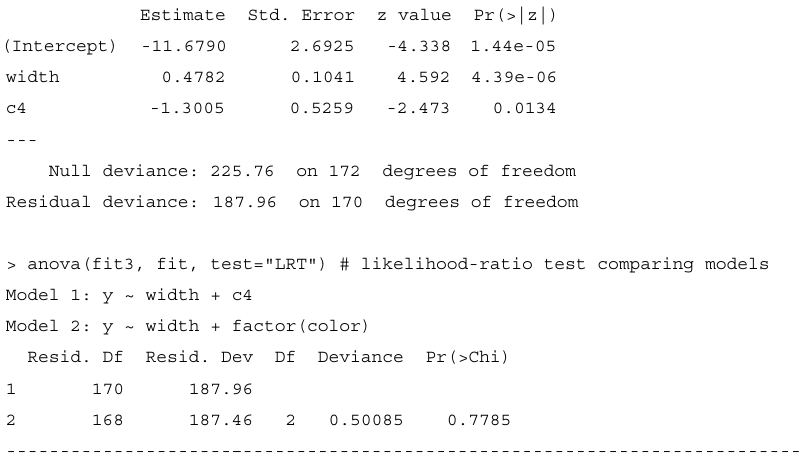 Estimate  Std. Error  z value  Pr(>|z|)
(Intercept)  -11.6790      2.6925   -4.338  1.44e-05
width          0.4782      0.1041    4.592  4.39e-06
c4            -1.3005      0.5259   -2.473    0.0134
---
    Null deviance: 225.76  on 172  degrees of freedom
Residual deviance: 187.96  on 170  degrees of freedom
> anova(fit3, fit, test="LRT") # likelihood-ratio test comparing models
Model 1: y ~ width + c4
Model 2: y ~ width + factor(color)
  Resid. Df  Resid. Dev  Df  Deviance  Pr(>Chi)
1       170      187.96
2       168      187.46   2   0.50085    0.7785
---------------------------------------------------------------------------